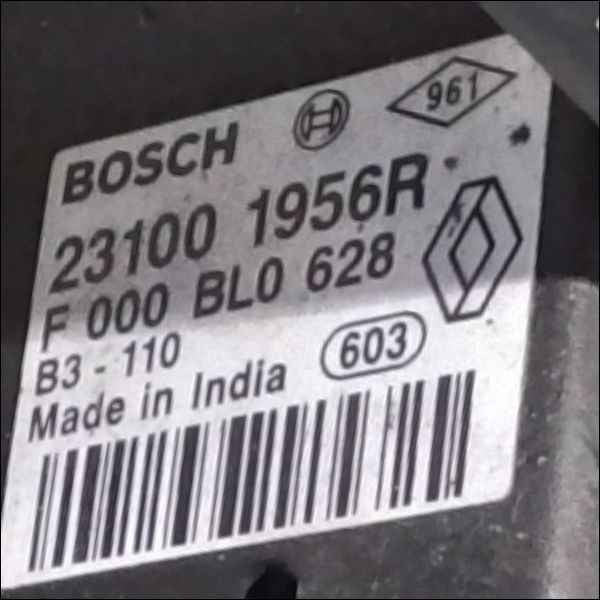 961
BOSCH
23100 1956R
F 000 BL0 628
B3 - 110
603
Made in India